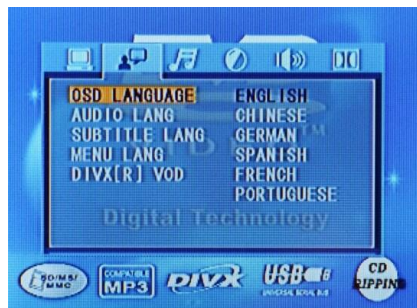 OSD LANGUAGE ENGLISH
AUDIO LANG CHINESE
SUBTITLE LANG GERMAN
MENU LANG SPANISH
DIVX[R] VOD FRENCH
PORTUGUESE
TM
Digital Technology
SD/MS/
MMC
COMPATIBLE
MP3
DIVX
USB
UNIVERSAL SERIAL BUS
CD
RIPPING